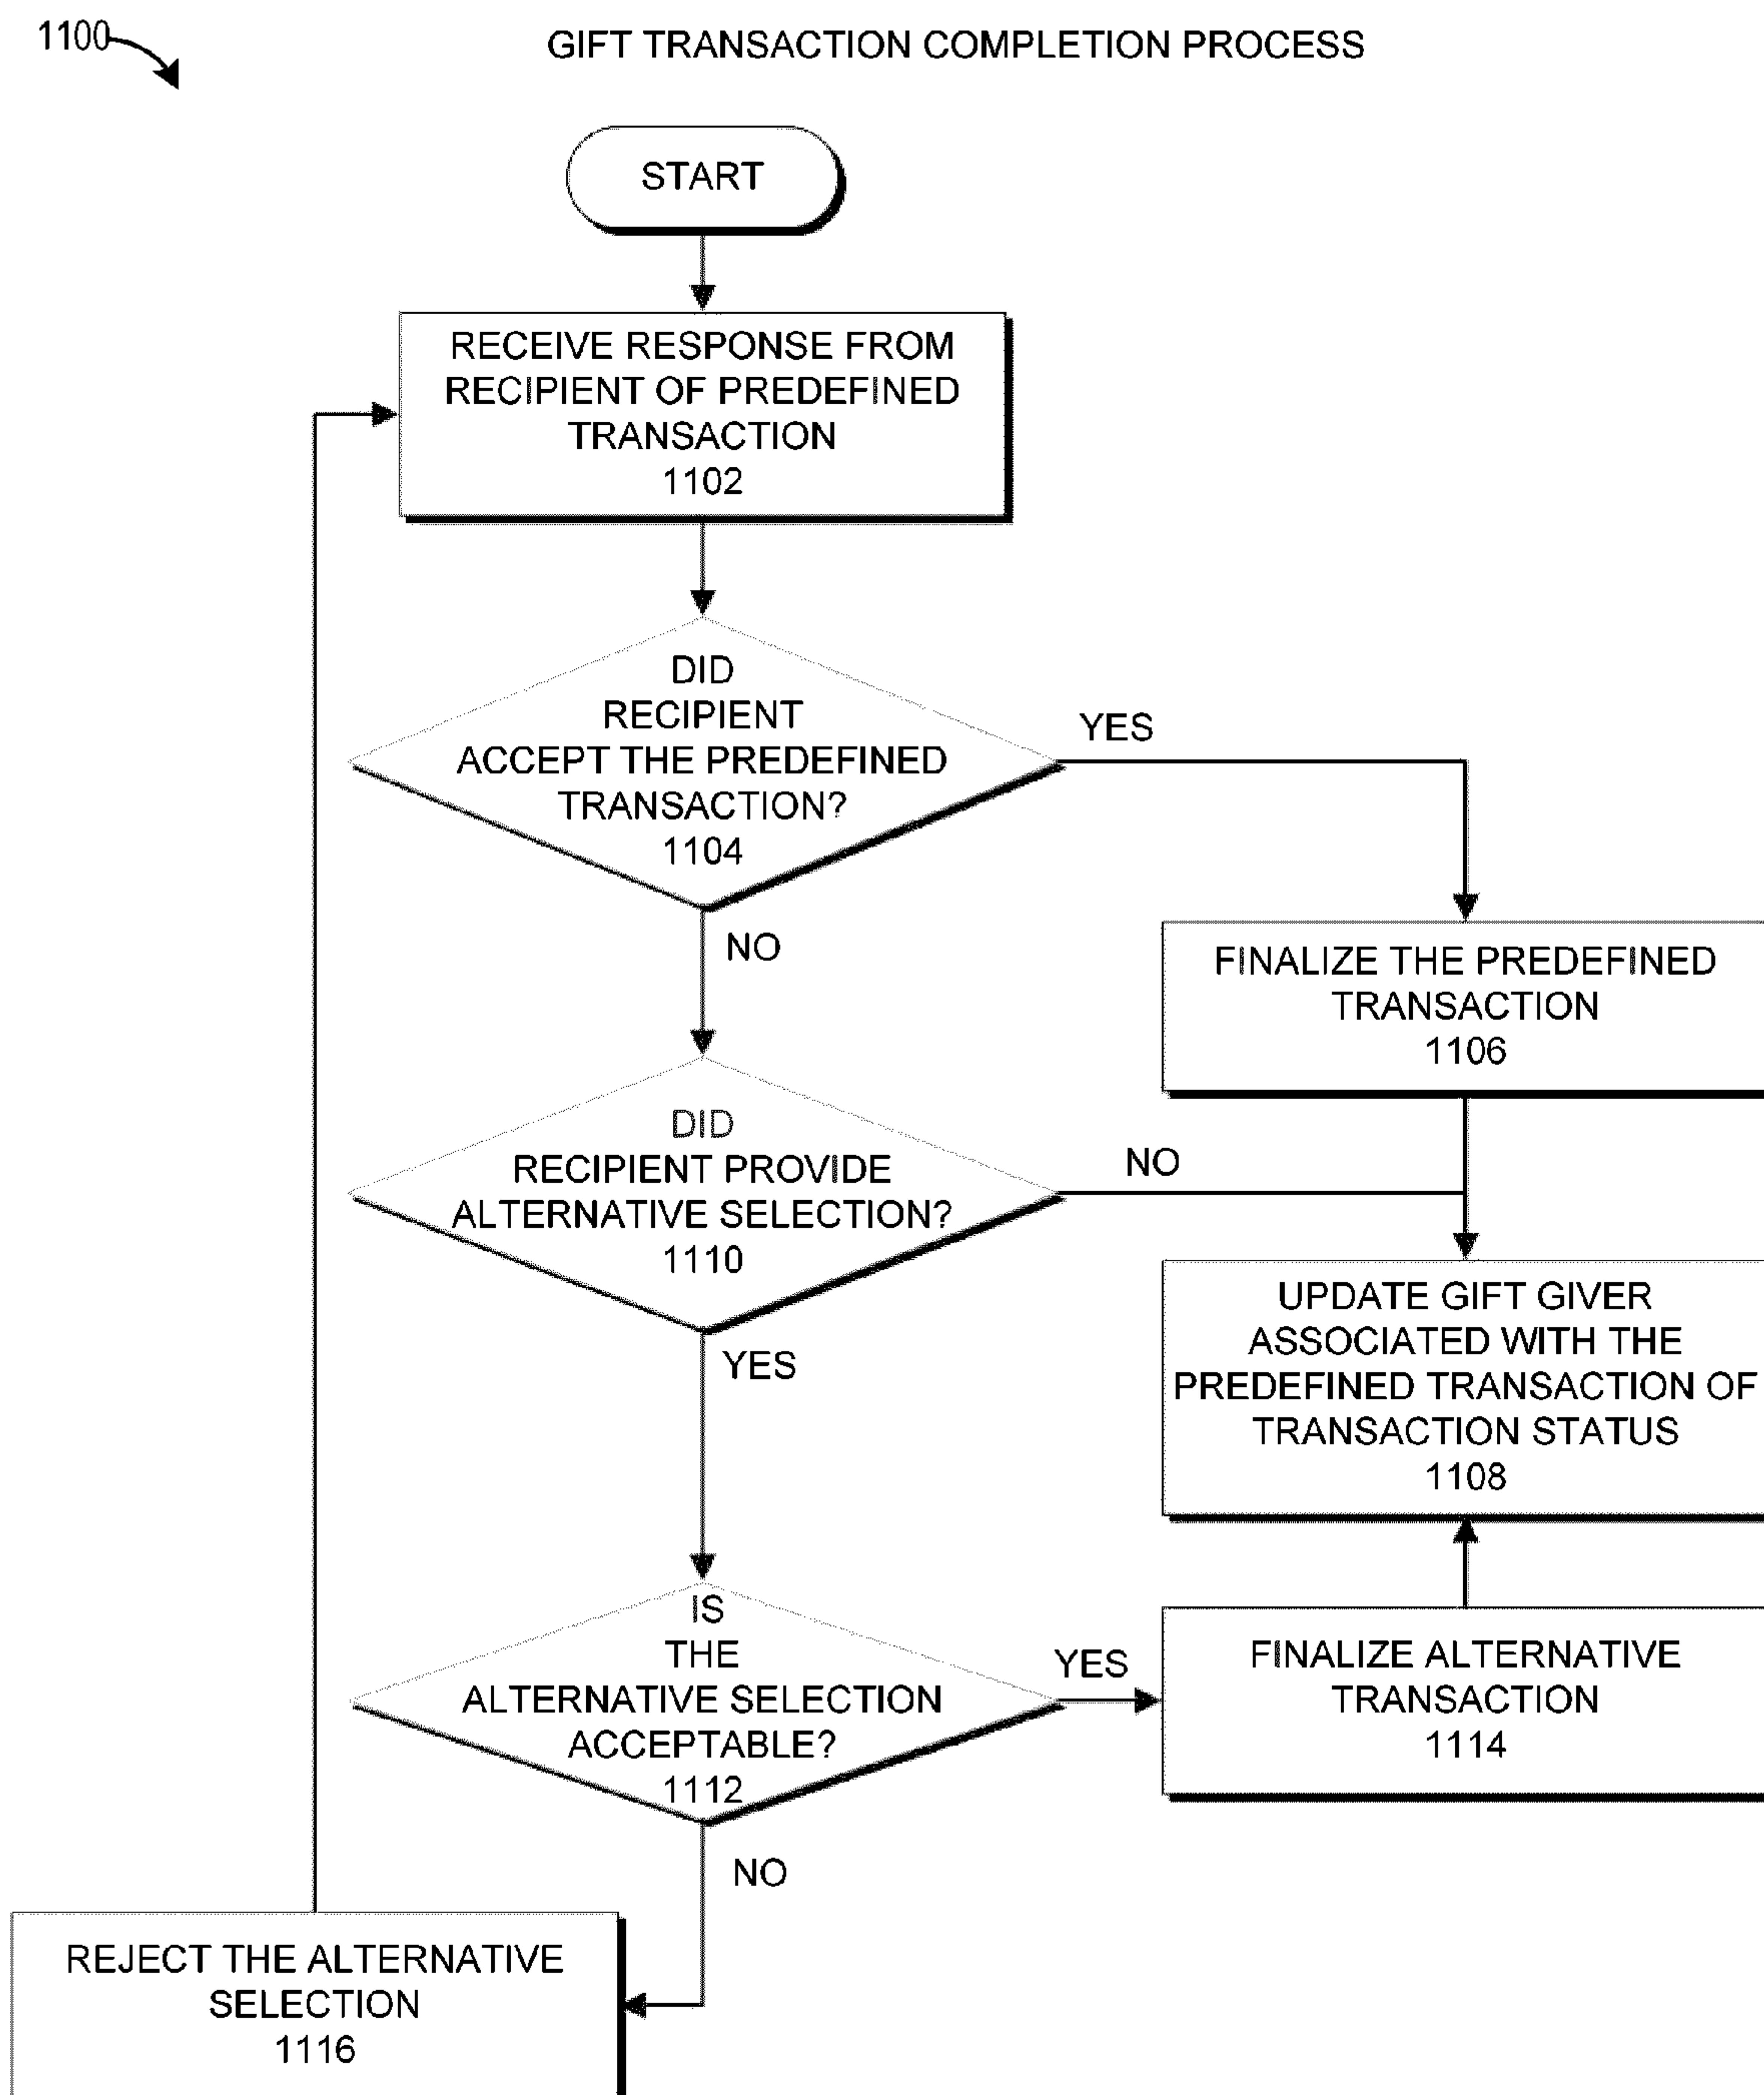 1100
GIFT TRANSACTION COMPLETION PROCESS
START
RECEIVE RESPONSE FROM
RECIPIENT OF PREDEFINED
TRANSACTION
1102
DID
RECIPIENT
ACCEPT THE PREDEFINED
TRANSACTION?
1104
YES
NO
FINALIZE THE PREDEFINED
TRANSACTION
1106
DID
RECIPIENT PROVIDE
ALTERNATIVE SELECTION?
1110
NO
YES
UPDATE GIFT GIVER
ASSOCIATED WITH THE
PREDEFINED TRANSACTION OF
TRANSACTION STATUS
1108
IS
THE
ALTERNATIVE SELECTION
ACCEPTABLE?
1112
YES
NO
FINALIZE ALTERNATIVE
TRANSACTION
1114
REJECT THE ALTERNATIVE
SELECTION
1116